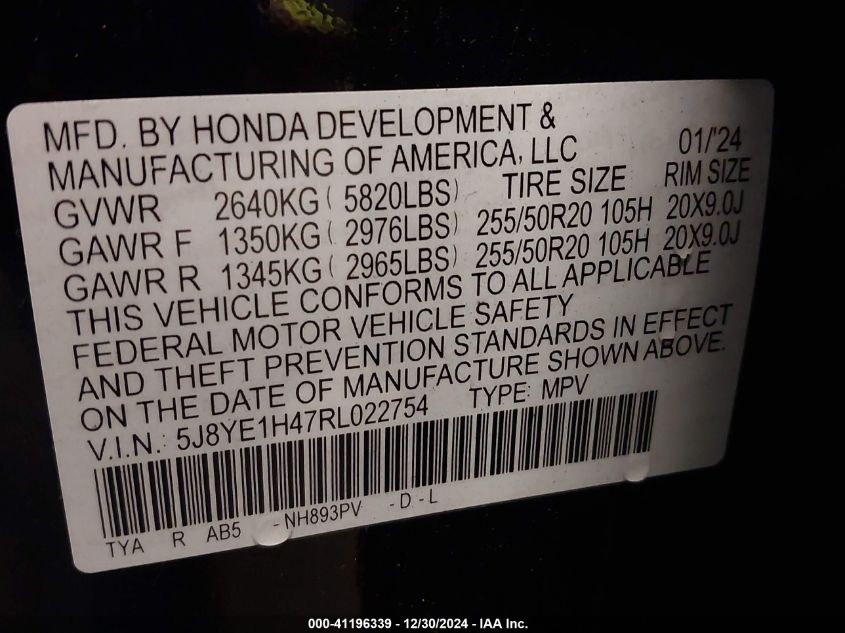 MFD. BY HONDA DEVELOPMENT &
MANUFACTURING OF AMERICA, LLC 01/'24
GVWR 2640KG ( 5820LBS) TIRE SIZE RIM SIZE
GAWR F 1350KG ( 2976LBS) 255/50R20 105H 20X9.0J
GAWR R 1345KG ( 2965LBS) 255/50R20 105H 20X9.0J
THIS VEHICLE CONFORMS TO ALL APPLICABLE
FEDERAL MOTOR VEHICLE SAFETY
AND THEFT PREVENTION STANDARDS IN EFFECT
ON THE DATE OF MANUFACTURE SHOWN ABOVE.
V.I.N.: 5J8YE1H47RL022754 TYPE: MPV
TYA R AB5 -NH893PV -D-L
000-41196339 - 12/30/2024 - IAA Inc.